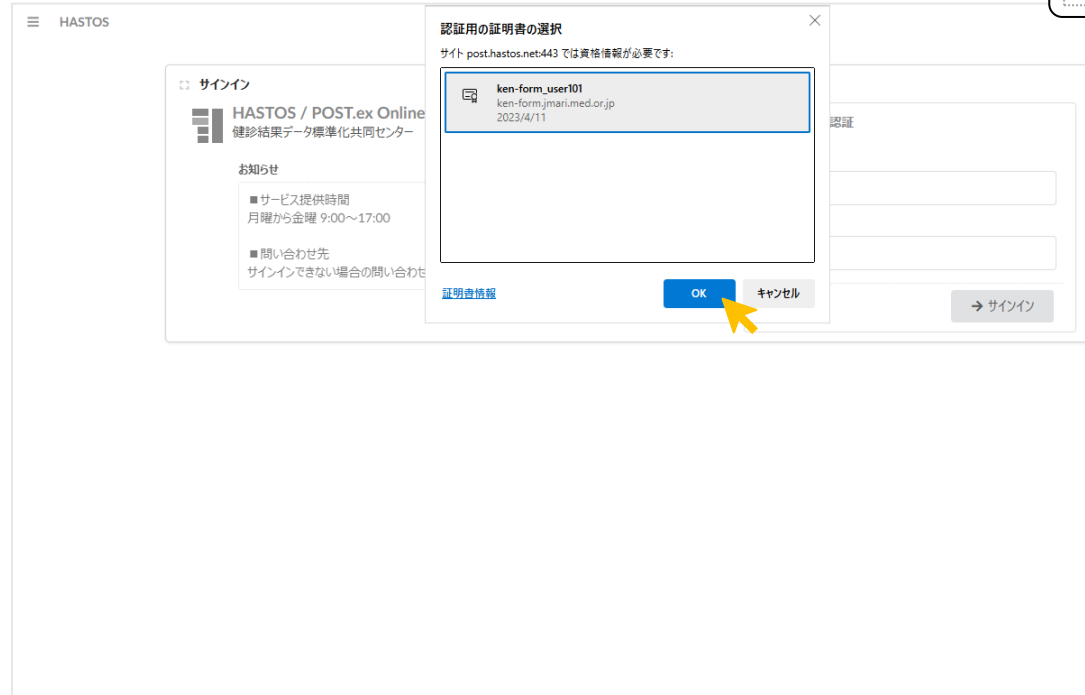 HASTOS
サインイン
HASTOS / POST.ex Online
健診結果データ標準化共同センター
お知らせ
■サービス提供時間
月曜から金曜 9:00～17:00
■問い合わせ先
サインインできない場合の問い合わせ
認証用の証明書の選択
サイト post.hastos.net:443 では資格情報が必要です:
ken-form_user101
ken-form.jmari.med.or.jp
2023/4/11
証明書情報
OK
キャンセル
認証
→ サインイン